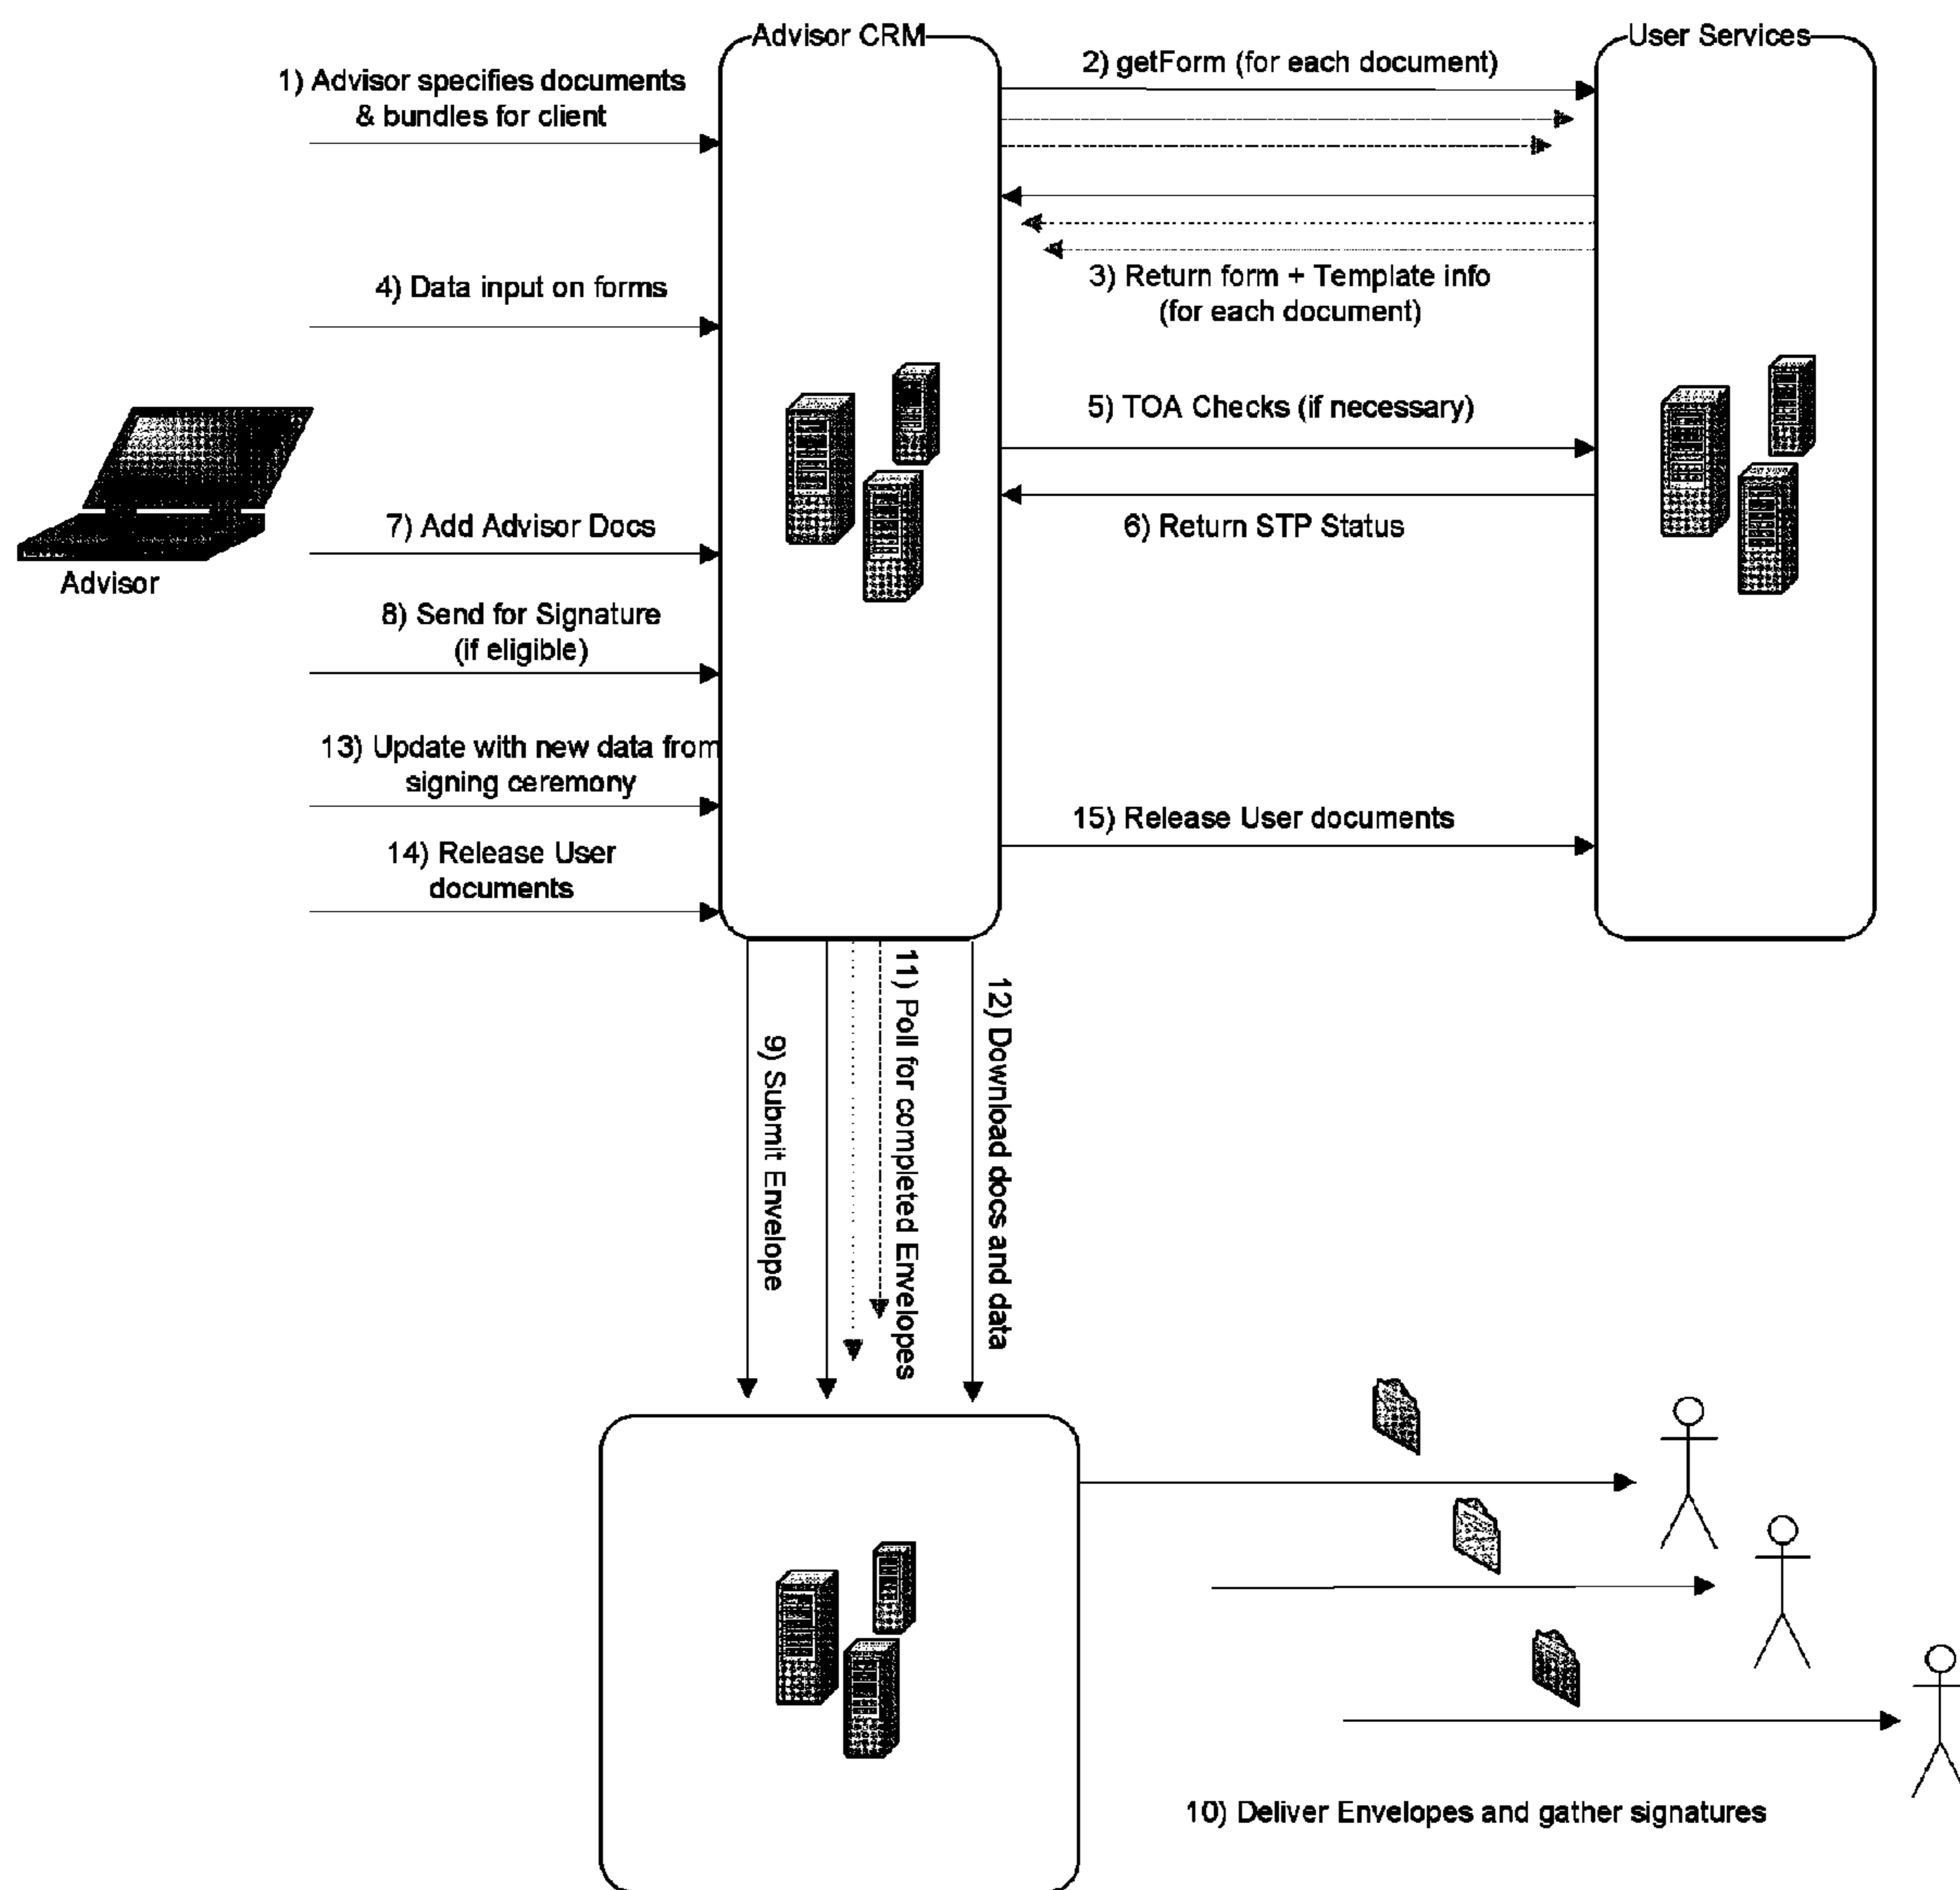 Advisor CRM
User Services
1) Advisor specifies documents
& bundles for client
2) getForm (for each document)
3) Return form + Template info
(for each document)
4) Data input on forms
5) TOA Checks (if necessary)
6) Return STP Status
Advisor
7) Add Advisor Docs
8) Send for Signature
(if eligible)
13) Update with new data from
signing ceremony
14) Release User
documents
15) Release User documents
9) Submit Envelope
11) Poll for completed Envelopes
12) Download docs and data
10) Deliver Envelopes and gather signatures